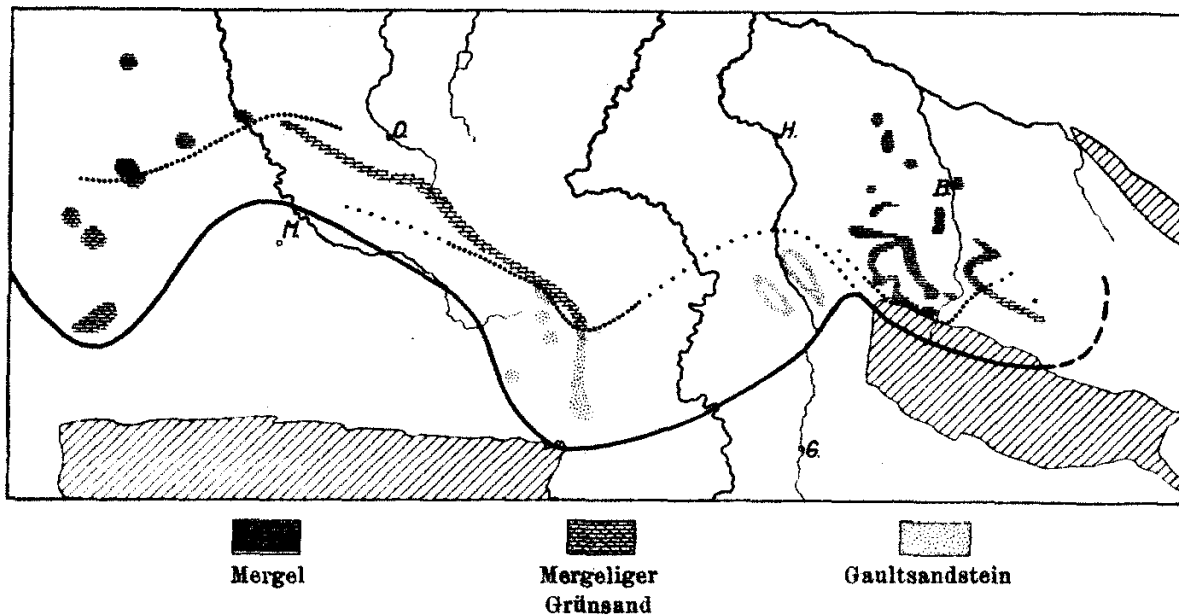 O.
H.
B.
M.
G.
Mergel
Mergeliger
Grünsand
Gaultsandstein